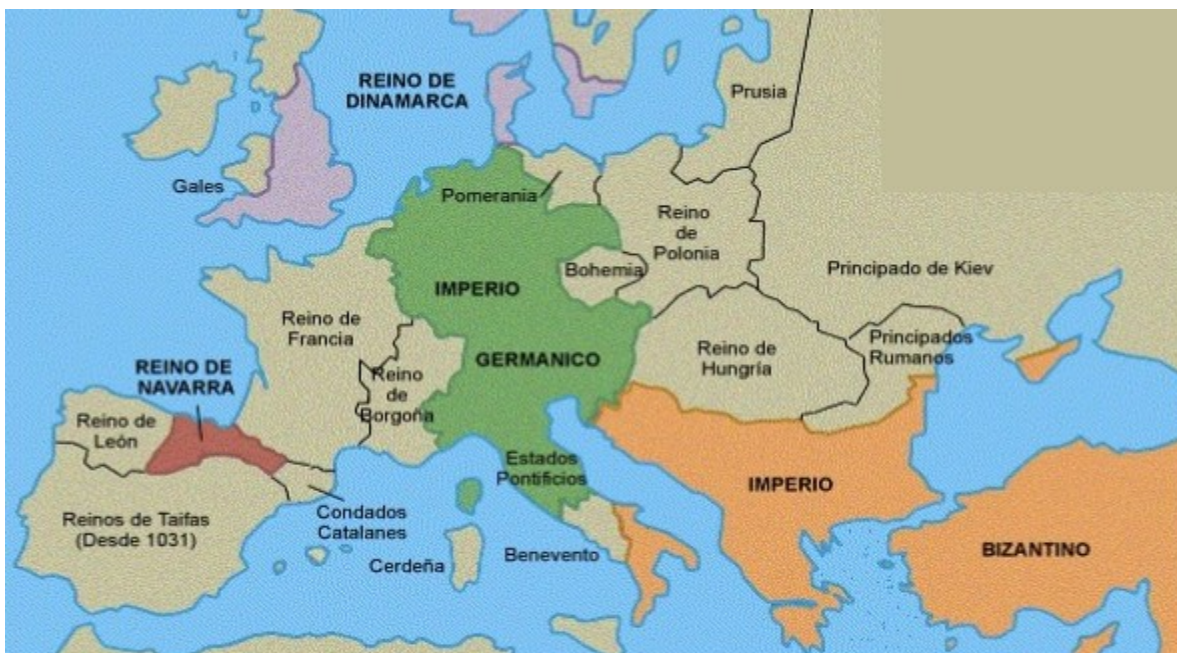 REINO DE
DINAMARCA
Prusia
Gales
Pomerania
Reino
de
Polonia
Bohemia
Principado de Kiev
IMPERIO
GERMANICO
Reino de
Francia
Principados
Rumanos
Reino de
Hungría
REINO DE
NAVARRA
Reino
de
Borgoña
Reino de
León
Estados
Pontificios
IMPERIO
BIZANTINO
Condados
Catalanes
Reinos de Taifas
(Desde 1031)
Benevento
Cerdeña